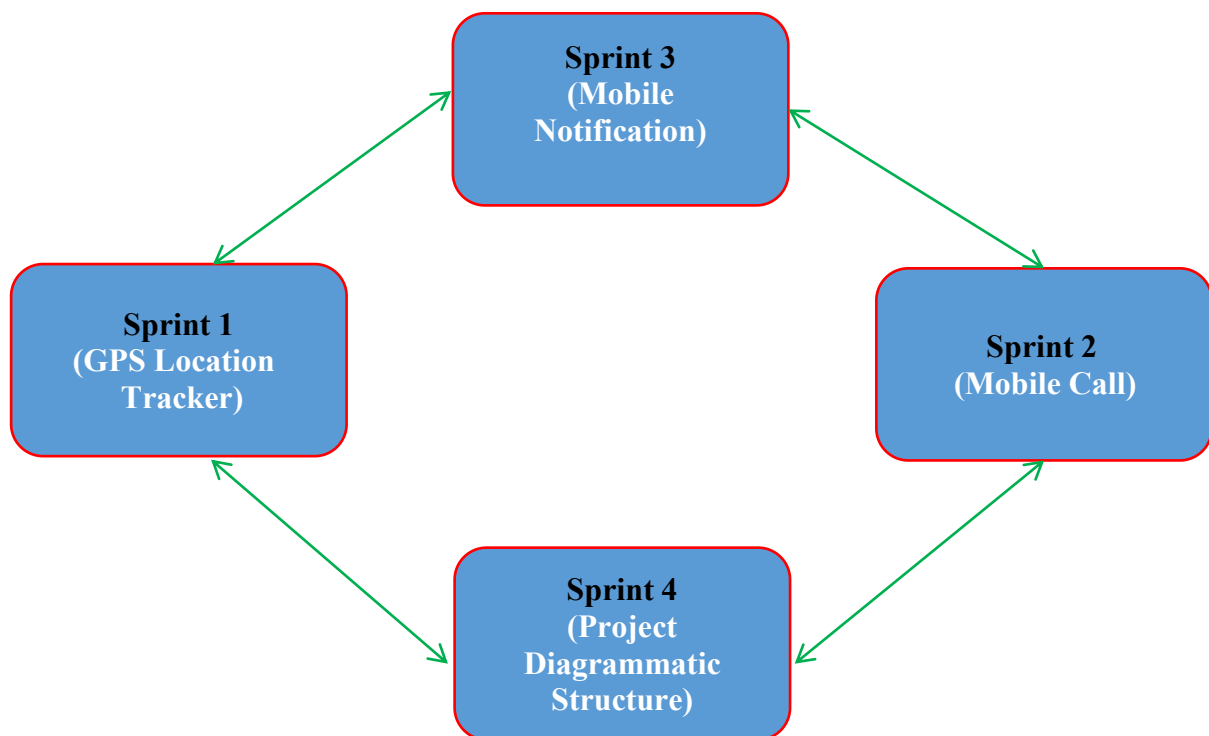 Sprint 3
(Mobile
Notification)
Sprint 1
(GPS Location
Tracker)
Sprint 2
(Mobile Call)
Sprint 4
(Project
Diagrammatic
Structure)